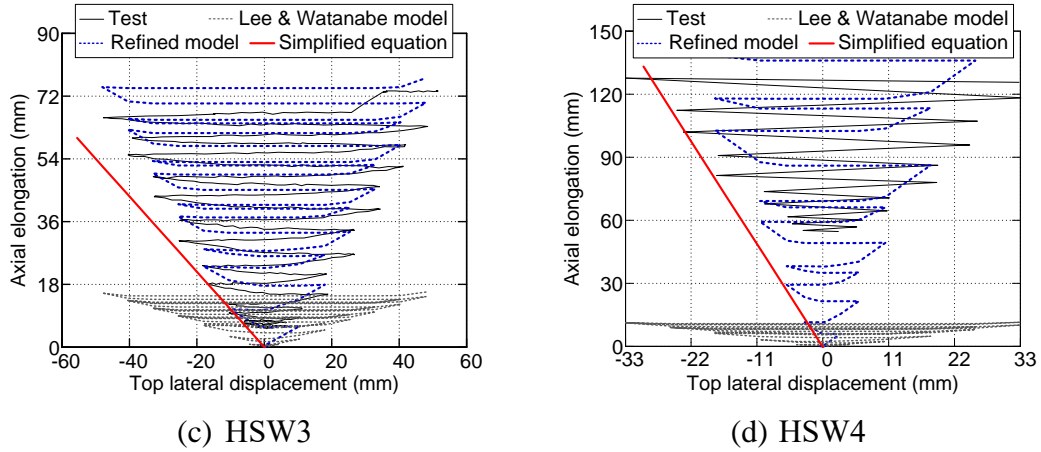 Test Lee & Watanabe model
Refined model Simplified equation
90
72
54
36
18
0
Axial elongation (mm)
-60 -40 -20 0 20 40 60
Top lateral displacement (mm)
(c) HSW3
Test Lee & Watanabe model
Refined model Simplified equation
150
120
90
60
30
0
Axial elongation (mm)
-33 -22 -11 0 11 22 33
Top lateral displacement (mm)
(d) HSW4